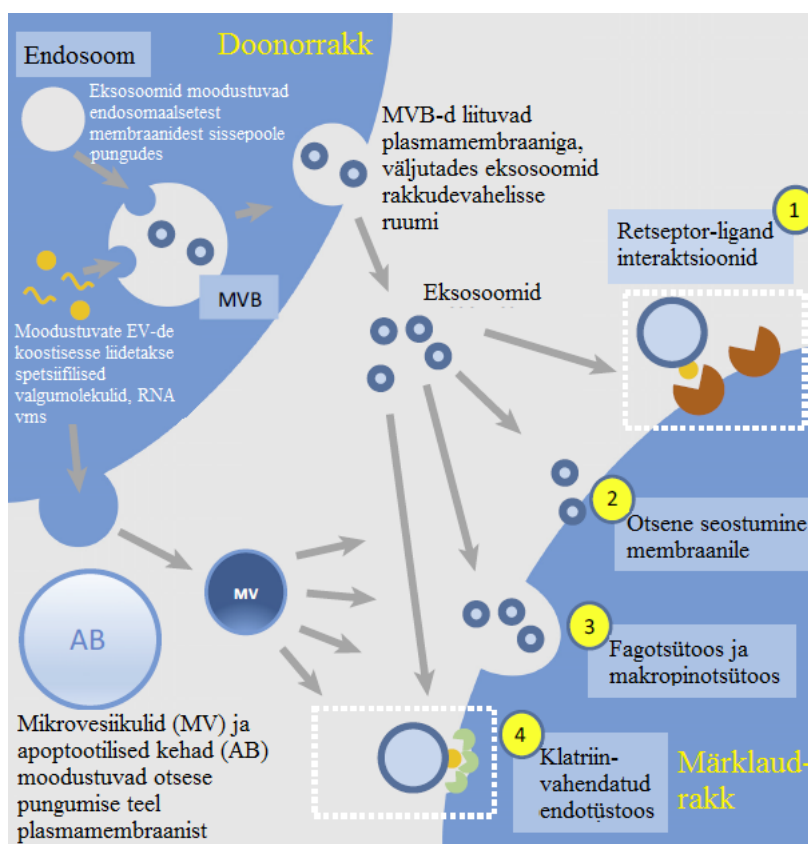 Doonorrakk
Endosoom
Eksosoomid moodustuvad
endosomaalsetest
membraanidest sissepoole
pungudes
MVB-d liituvad
plasmamembraaniga,
väljutades eksosoomid
rakkudevahelisse
ruumi
MVB
Moodustuvate EV-de
koostisesse liidetakse
spetsiifilised
valgumolekulid, RNA
vms
Eksosoomid
1
Retseptor-ligand
interaktsioonid
2
Otsene seostumine
membraanile
3
Fagotsütoos ja
makropinotsütoos
4
Klatriin-
vahendatud
endotüstoos
Märklaud-
rakk
MV
AB
Mikrovesiikulid (MV) ja
apoptootilised kehad (AB)
moodustuvad otsese
pungumise teel
plasmamembraanist